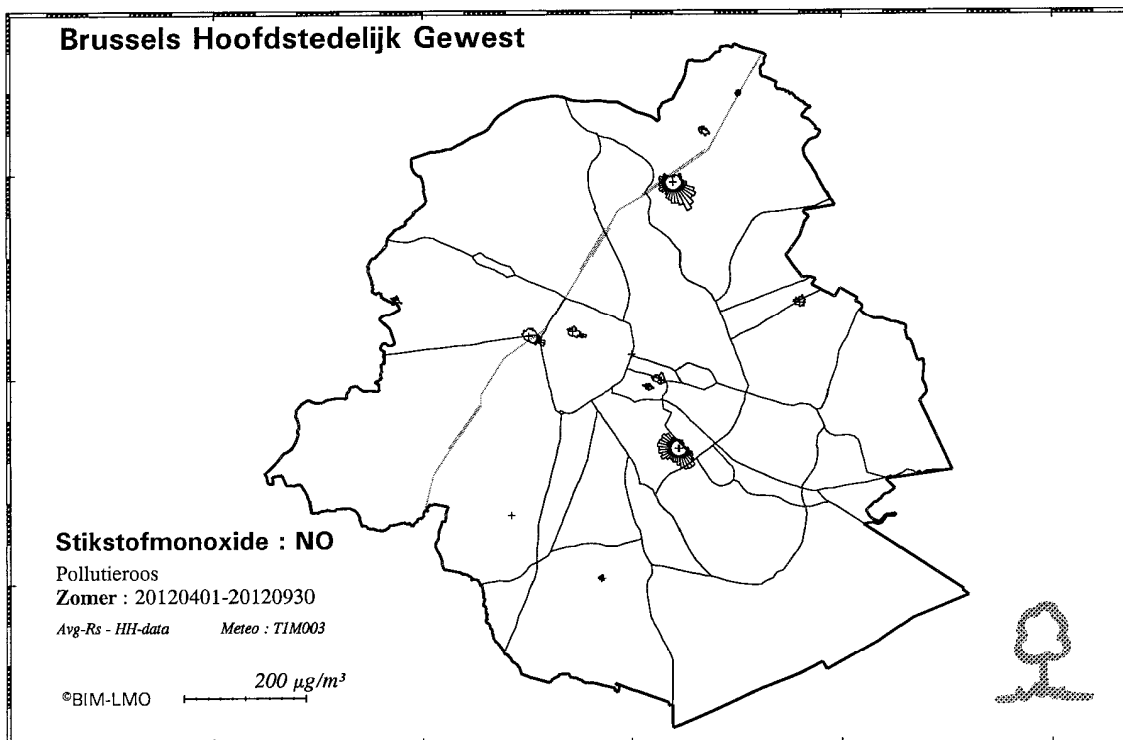 Brussels Hoofdstedelijk Gewest
Stikstofmonoxide : NO
Pollutieroos
Zomer : 20120401-20120930
Avg-Rs - HH-data Meteo : T1M003
200 µg/m³
©BIM-LMO